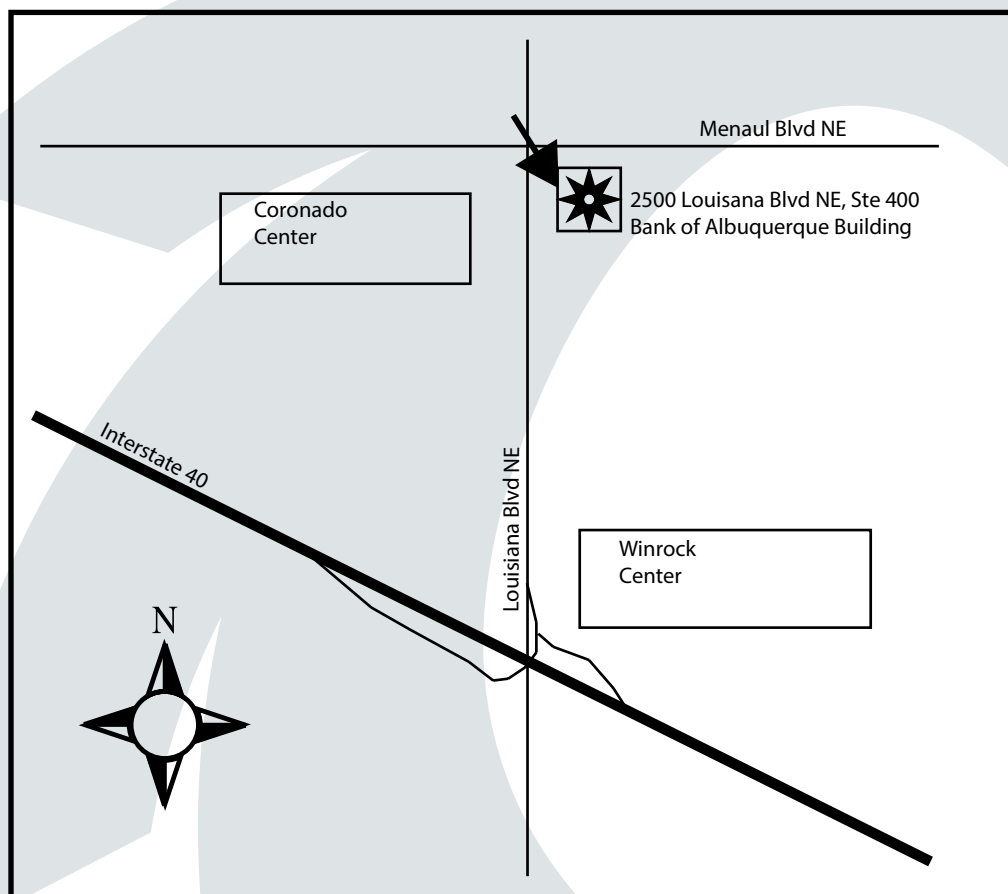 Menaul Blvd NE
2500 Louisana Blvd NE, Ste 400
Bank of Albuquerque Building
Coronado
Center
Interstate 40
Louisiana Blvd NE
Winrock
Center
N